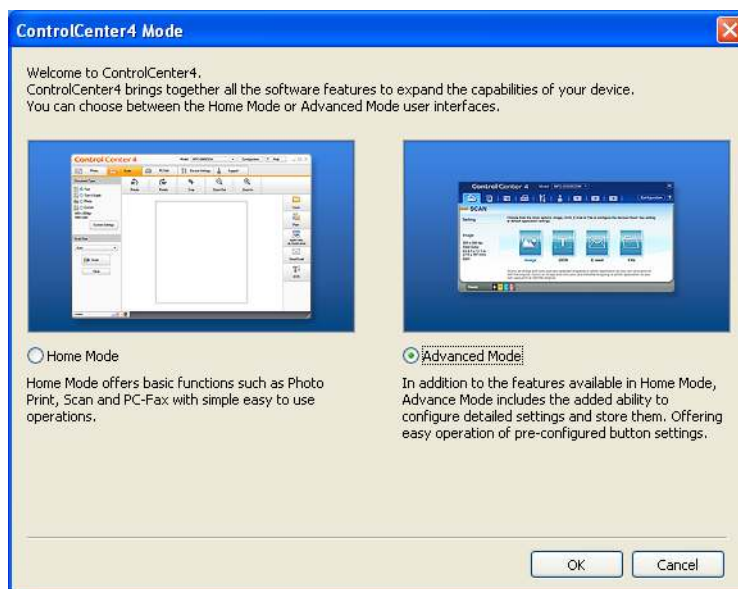 ControlCenter4 Mode
Welcome to ControlCenter4.
ControlCenter4 brings together all the software features to expand the capabilities of your device.
You can choose between the Home Mode or Advanced Mode user interfaces.
Control Center 4
Control Center 4
SCAN
Image
OCR
E-mail
File
Home Mode
Home Mode offers basic functions such as Photo
Print, Scan and PC-Fax with simple easy to use
operations.
Advanced Mode
In addition to the features available in Home Mode,
Advance Mode includes the added ability to
configure detailed settings and store them. Offering
easy operation of pre-configured button settings.
OK
Cancel